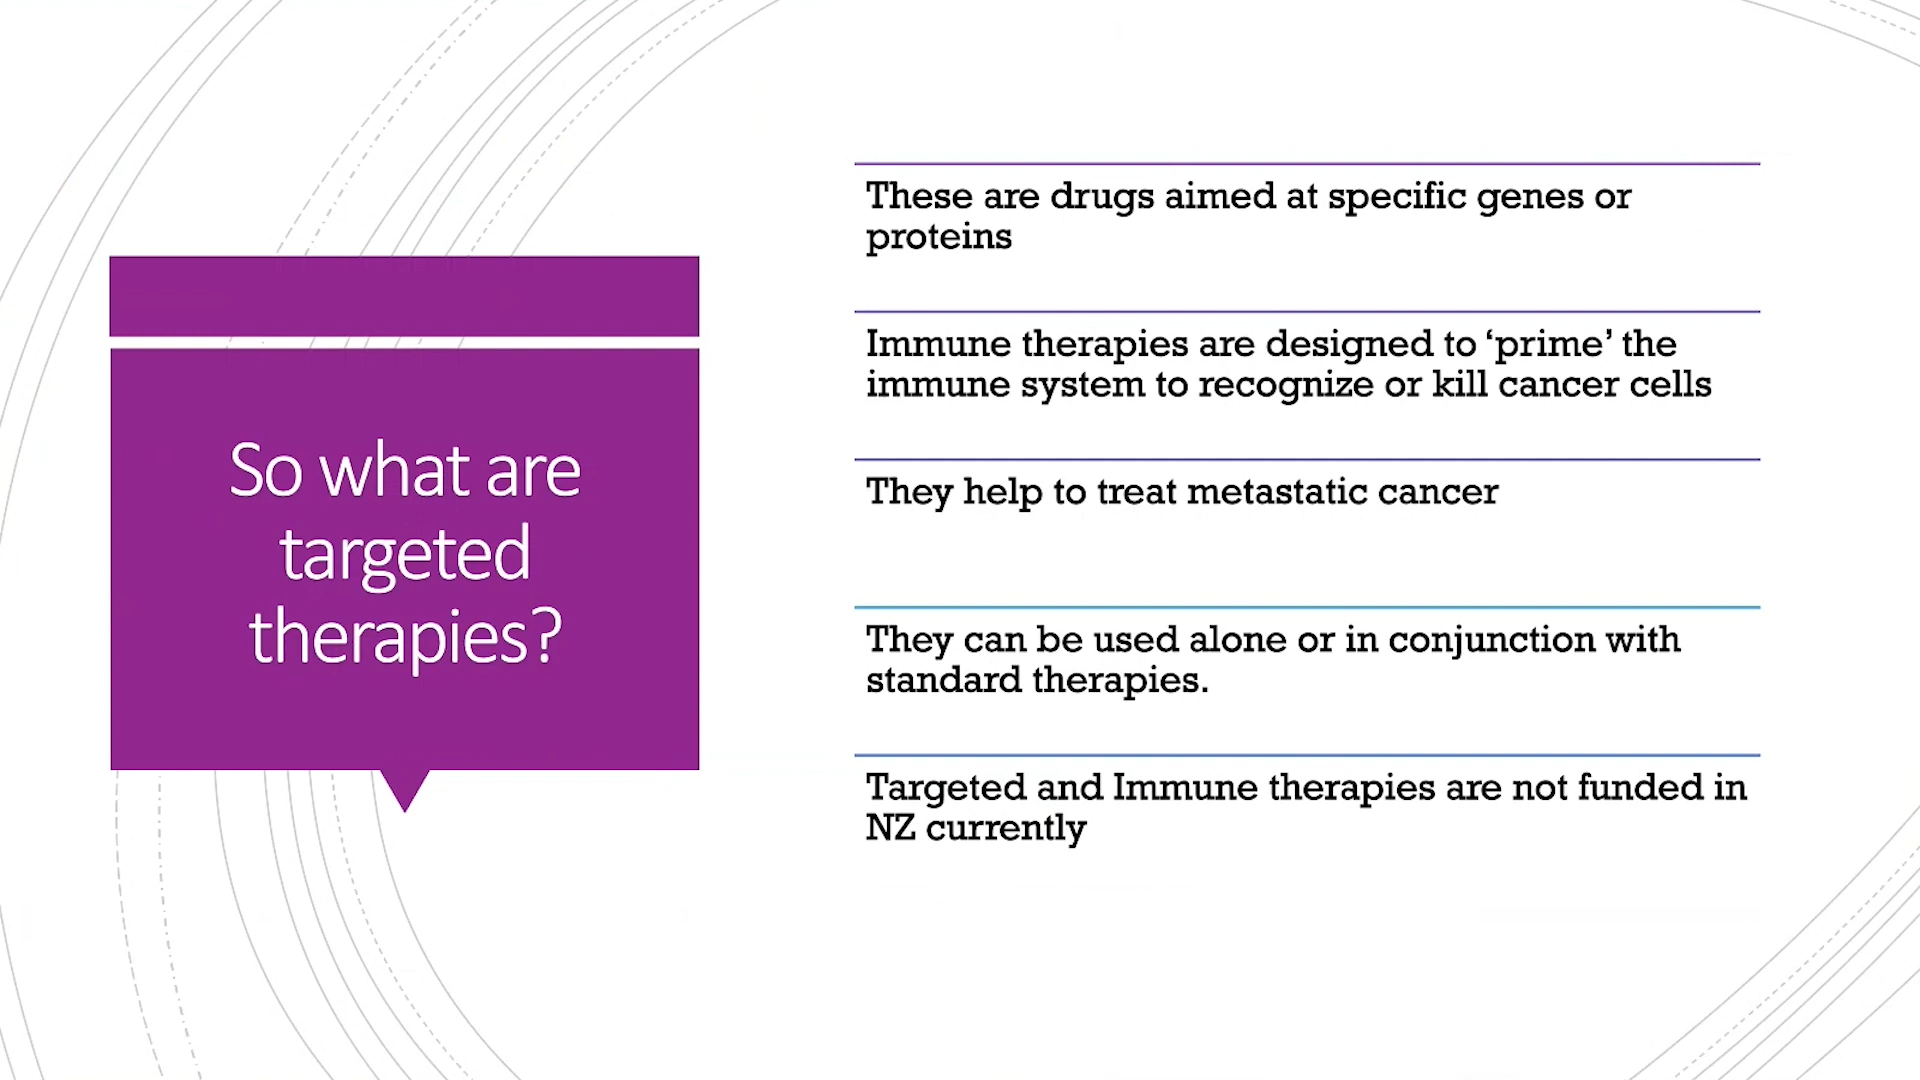 So what are
targeted
therapies?
These are drugs aimed at specific genes or
proteins
Immune therapies are designed to ‘prime’ the
immune system to recognize or kill cancer cells
They help to treat metastatic cancer
They can be used alone or in conjunction with
standard therapies.
Targeted and Immune therapies are not funded in
NZ currently